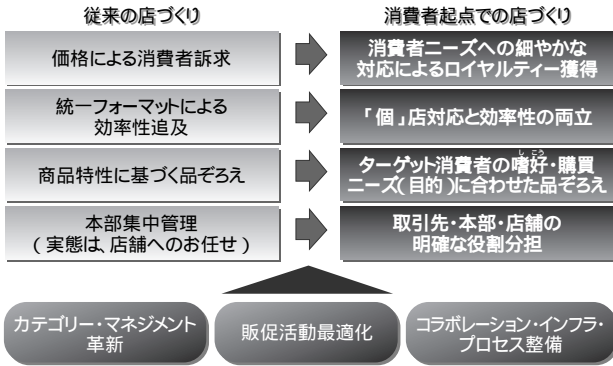 従来の店づくり
消費者起点での店づくり
価格による消費者訴求
消費者ニーズへの細やかな
対応によるロイヤルティー獲得
統一フォーマットによる
効率性追及
「個」店対応と効率性の両立
商品特性に基づく品ぞろえ
ターゲット消費者の嗜好・購買
しこう
ニーズ(目的)に合わせた品ぞろえ
本部集中管理
(実態は、店舗へのお任せ)
取引先・本部・店舗の
明確な役割分担
カテゴリー・マネジメント
革新
販促活動最適化
コラボレーション・インフラ・
プロセス整備